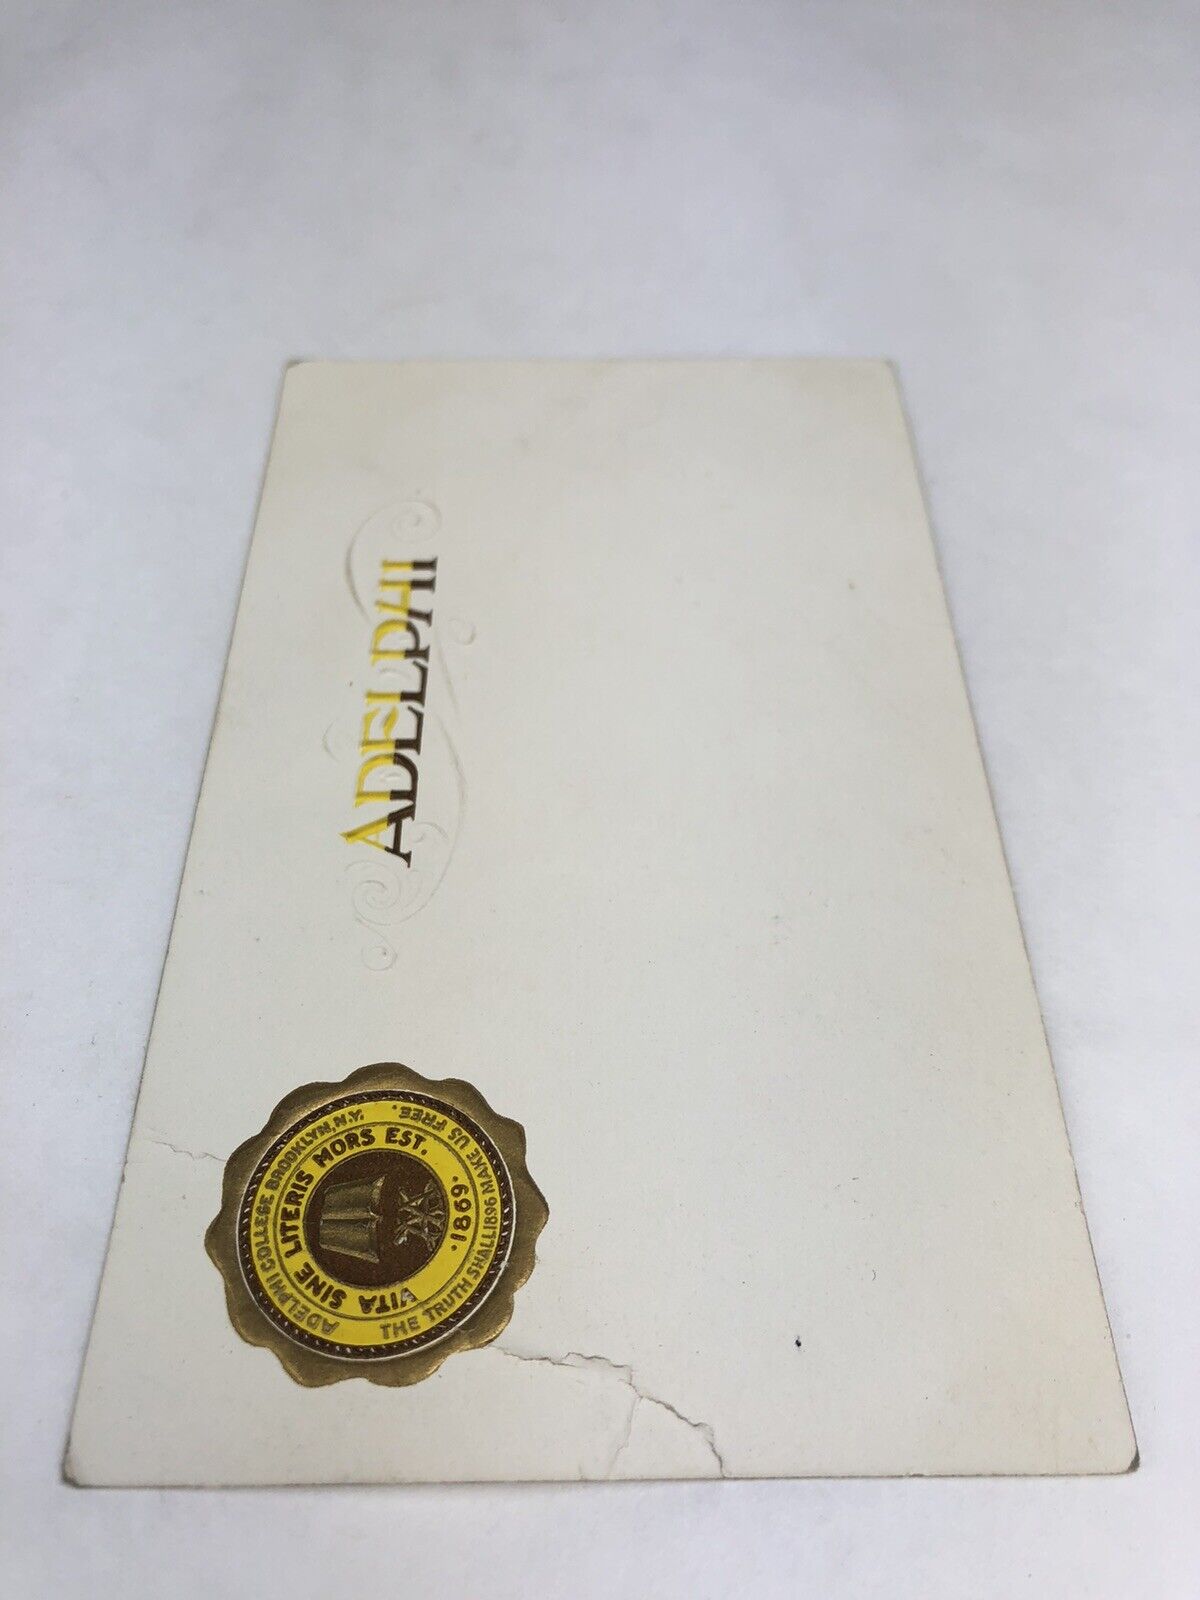 ADELPHI
ADELPHI COLLEGE BROOKLYN, N.Y.
THE TRUTH SHALL 1896 MAKE US FREE.
VITA SINE LITERIS MORS EST.
· 1869 ·